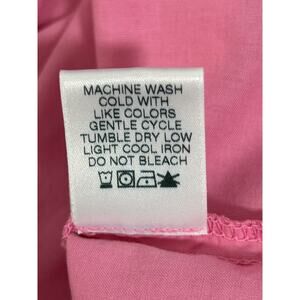 MACHINE WASH
COLD WITH
LIKE COLORS
GENTLE CYCLE
TUMBLE DRY LOW
LIGHT COOL IRON
DO NOT BLEACH